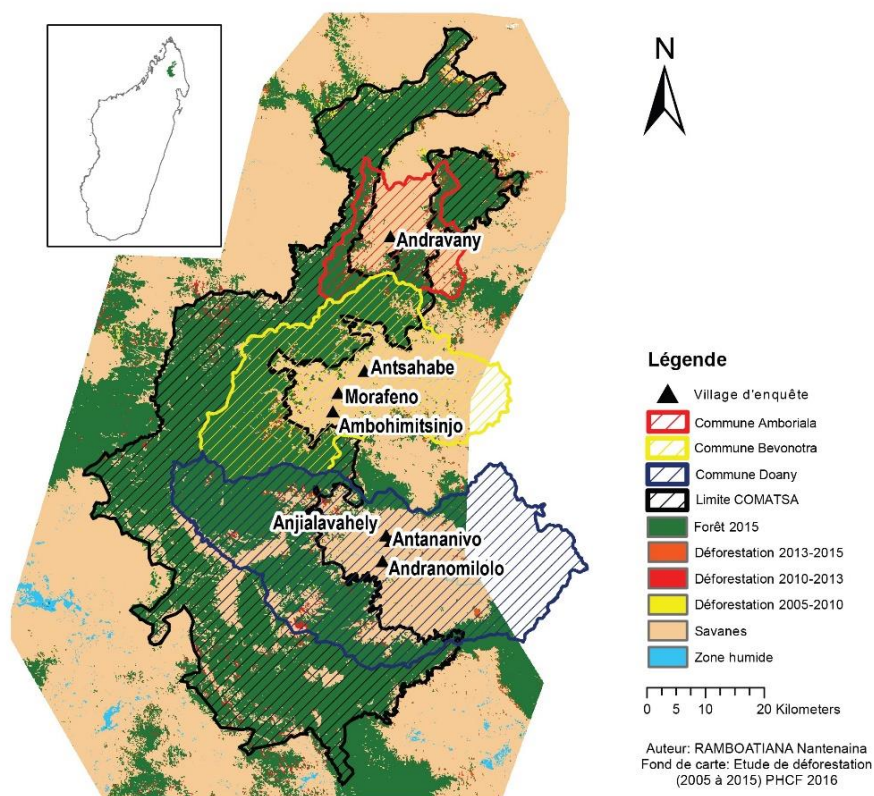 N
Andravany
Antsahabe
Morafeno
Ambohimitsinjo
Anjialavahely
Antananivo
Andranomilolo
Légende
Village d'enquête
Commune Amboriala
Commune Bevonotra
Commune Doany
Limite COMATSA
Forêt 2015
Déforestation 2013-2015
Déforestation 2010-2013
Déforestation 2005-2010
Savanes
Zone humide
0 5 10 20 Kilometers
Auteur: RAMBOATIANA Nantenaina
Fond de carte: Etude de déforestation
(2005 à 2015) PHCF 2016